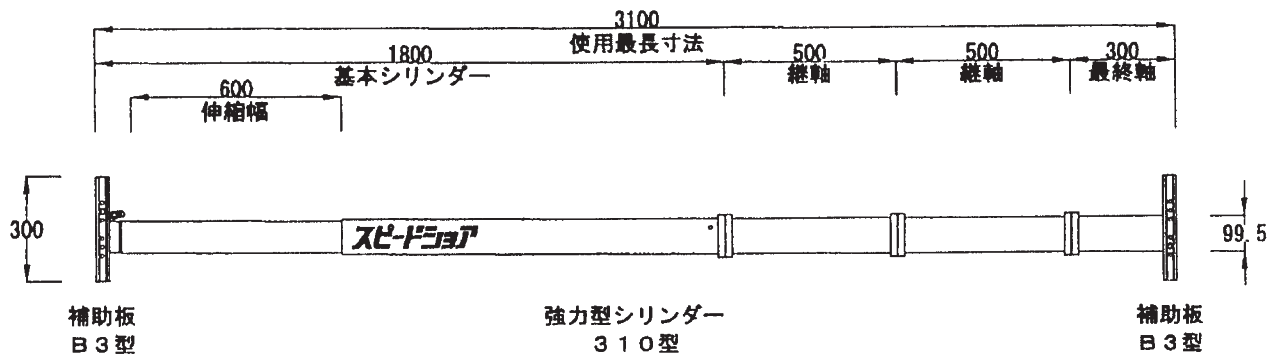 3100
使用最長寸法
1800
基本シリンダー
500
継軸
500
継軸
300
最終軸
600
伸縮幅
300
スピードショア
99.5
補助板
B3型
強力型シリンダー
310型
補助板
B3型